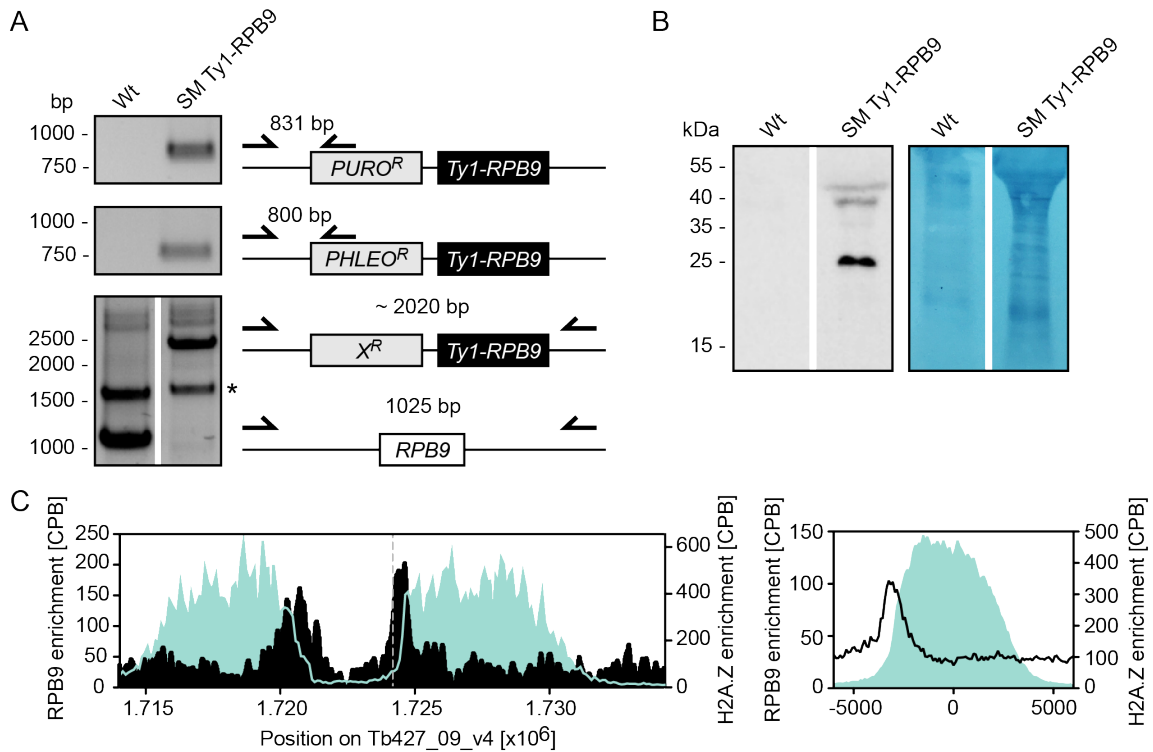 A
bp
Wt
SM Ty1-RPB9
1000 -
750 -
831 bp
PURO^R
Ty1-RPB9
1000 -
750 -
800 bp
PHLEO^R
Ty1-RPB9
2500 -
2000 -
1500 -
1000 -
*
~ 2020 bp
X^R
Ty1-RPB9
1025 bp
RPB9
B
kDa
Wt
SM Ty1-RPB9
Wt
SM Ty1-RPB9
55 -
40 -
35 -
25 -
15 -
C
RPB9 enrichment [CPB]
250
200
150
100
50
0
1.715
1.720
1.725
1.730
Position on Tb427_09_v4 [x10^6]
600
400
200
0
H2A.Z enrichment [CPB]
RPB9 enrichment [CPB]
150
100
50
0
-5000
0
5000
500
400
300
200
100
0
H2A.Z enrichment [CPB]